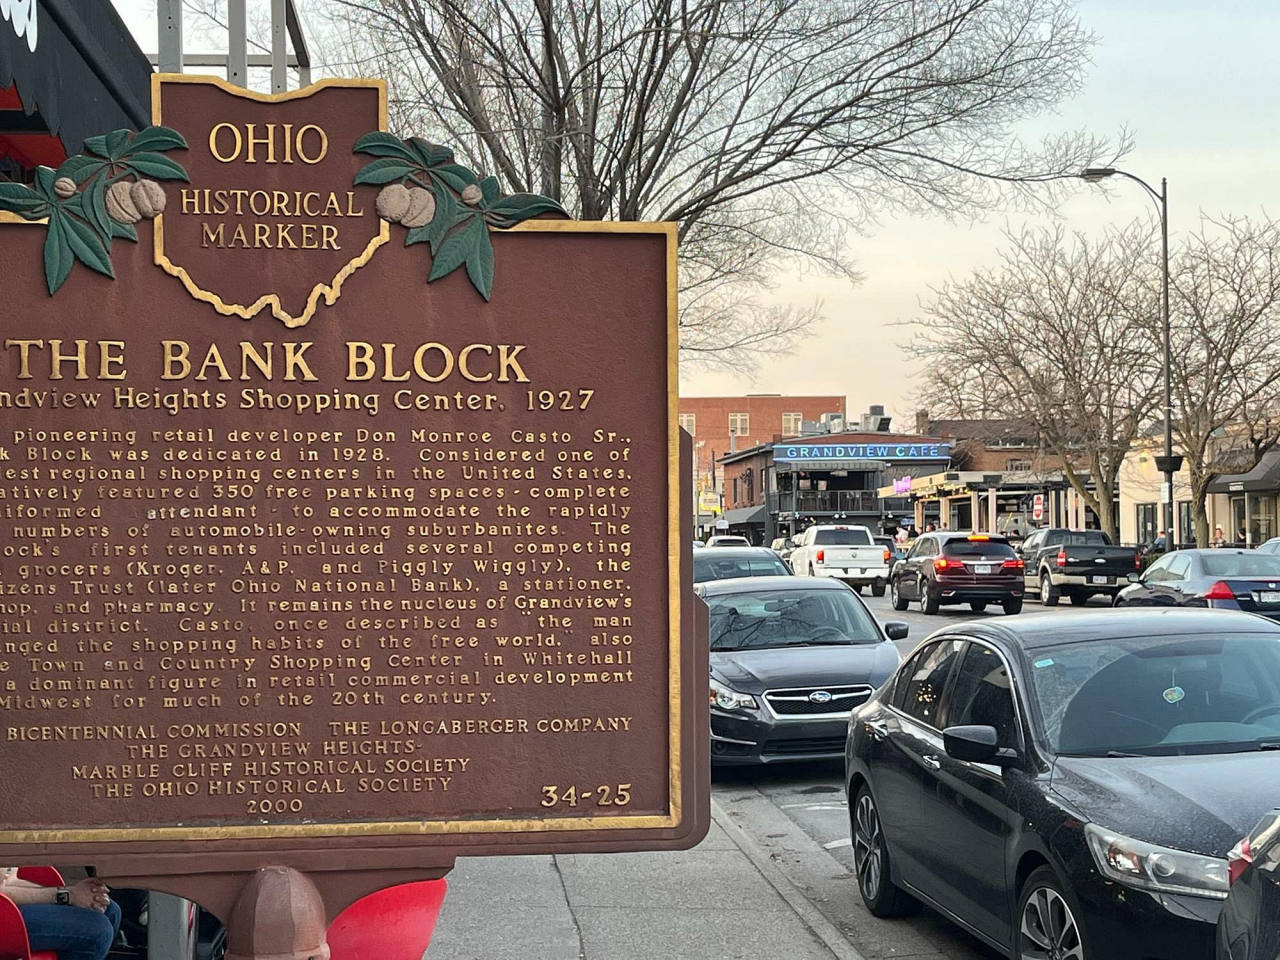 OHIO
HISTORICAL
MARKER
THE BANK BLOCK
ndview Heights Shopping Center, 1927
pioneering retail developer Don Monroe Casto Sr.,
k Block was dedicated in 1928. Considered one of
lest regional shopping centers in the United States,
atively featured 350 free parking spaces - complete
iformed attendant - to accommodate the rapidly
numbers of automobile-owning suburbanites. The
ock's first tenants included several competing
grocers (Kroger, A&P, and Piggly Wiggly), the
izens Trust (later Ohio National Bank), a stationer,
hop, and pharmacy. It remains the nucleus of Grandview's
ial district. Casto, once described as "the man
nged the shopping habits of the free world," also
e Town and Country Shopping Center in Whitehall
a dominant figure in retail commercial development
Midwest for much of the 20th century.
BICENTENNIAL COMMISSION THE LONGABERGER COMPANY
THE GRANDVIEW HEIGHTS-
MARBLE CLIFF HISTORICAL SOCIETY
THE OHIO HISTORICAL SOCIETY
2000
34-25
GRANDVIEW CAFE